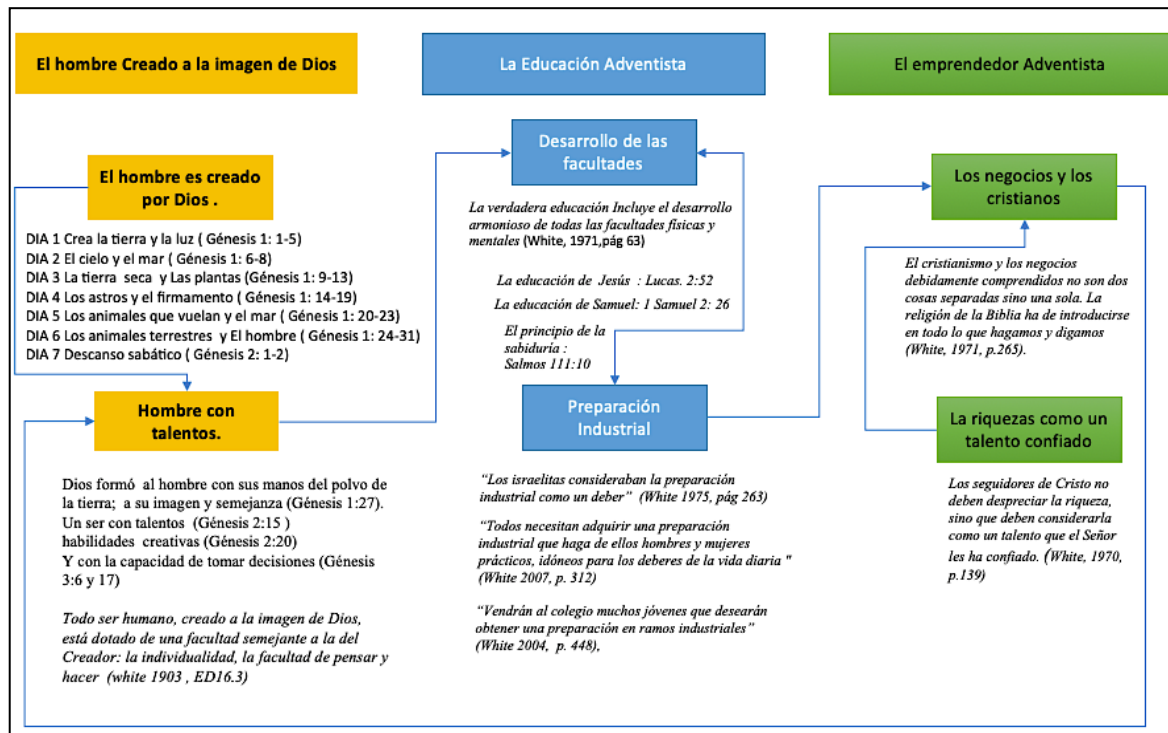 El hombre Creado a la imagen de Dios
El hombre es creado
por Dios .
DIA 1 Crea la tierra y la luz ( Génesis 1: 1-5)
DIA 2 El cielo y el mar ( Génesis 1: 6-8)
DIA 3 La tierra seca y Las plantas (Génesis 1: 9-13)
DIA 4 Los astros y el firmamento ( Génesis 1: 14-19)
DIA 5 Los animales que vuelan y el mar ( Génesis 1: 20-23)
DIA 6 Los animales terrestres y El hombre ( Génesis 1: 24-31)
DIA 7 Descanso sabático ( Génesis 2: 1-2)
Hombre con
talentos.
Dios formó al hombre con sus manos del polvo de
la tierra; a su imagen y semejanza (Génesis 1:27).
Un ser con talentos (Génesis 2:15 )
habilidades creativas (Génesis 2:20)
Y con la capacidad de tomar decisiones (Génesis
3:6 y 17)
Todo ser humano, creado a la imagen de Dios,
está dotado de una facultad semejante a la del
Creador: la individualidad, la facultad de pensar y
hacer (white 1903 , ED16.3)
La Educación Adventista
Desarrollo de las
facultades
La verdadera educación Incluye el desarrollo
armonioso de todas las facultades físicas y
mentales (White, 1971,pág 63)
La educación de Jesús : Lucas. 2:52
La educación de Samuel: 1 Samuel 2: 26
El principio de la
sabiduría :
Salmos 111:10
Preparación
Industrial
“Los israelitas consideraban la preparación
industrial como un deber” (White 1975, pág 263)
“Todos necesitan adquirir una preparación
industrial que haga de ellos hombres y mujeres
prácticos, idóneos para los deberes de la vida diaria "
(White 2007, p. 312)
“Vendrán al colegio muchos jóvenes que desearán
obtener una preparación en ramos industriales”
(White 2004, p. 448),
El emprendedor Adventista
Los negocios y los
cristianos
El cristianismo y los negocios
debidamente comprendidos no son dos
cosas separadas sino una sola. La
religión de la Biblia ha de introducirse
en todo lo que hagamos y digamos
(White, 1971, p.265).
La riquezas como un
talento confiado
Los seguidores de Cristo no
deben despreciar la riqueza,
sino que deben considerarla
como un talento que el Señor
les ha confiado. (White, 1970,
p.139)